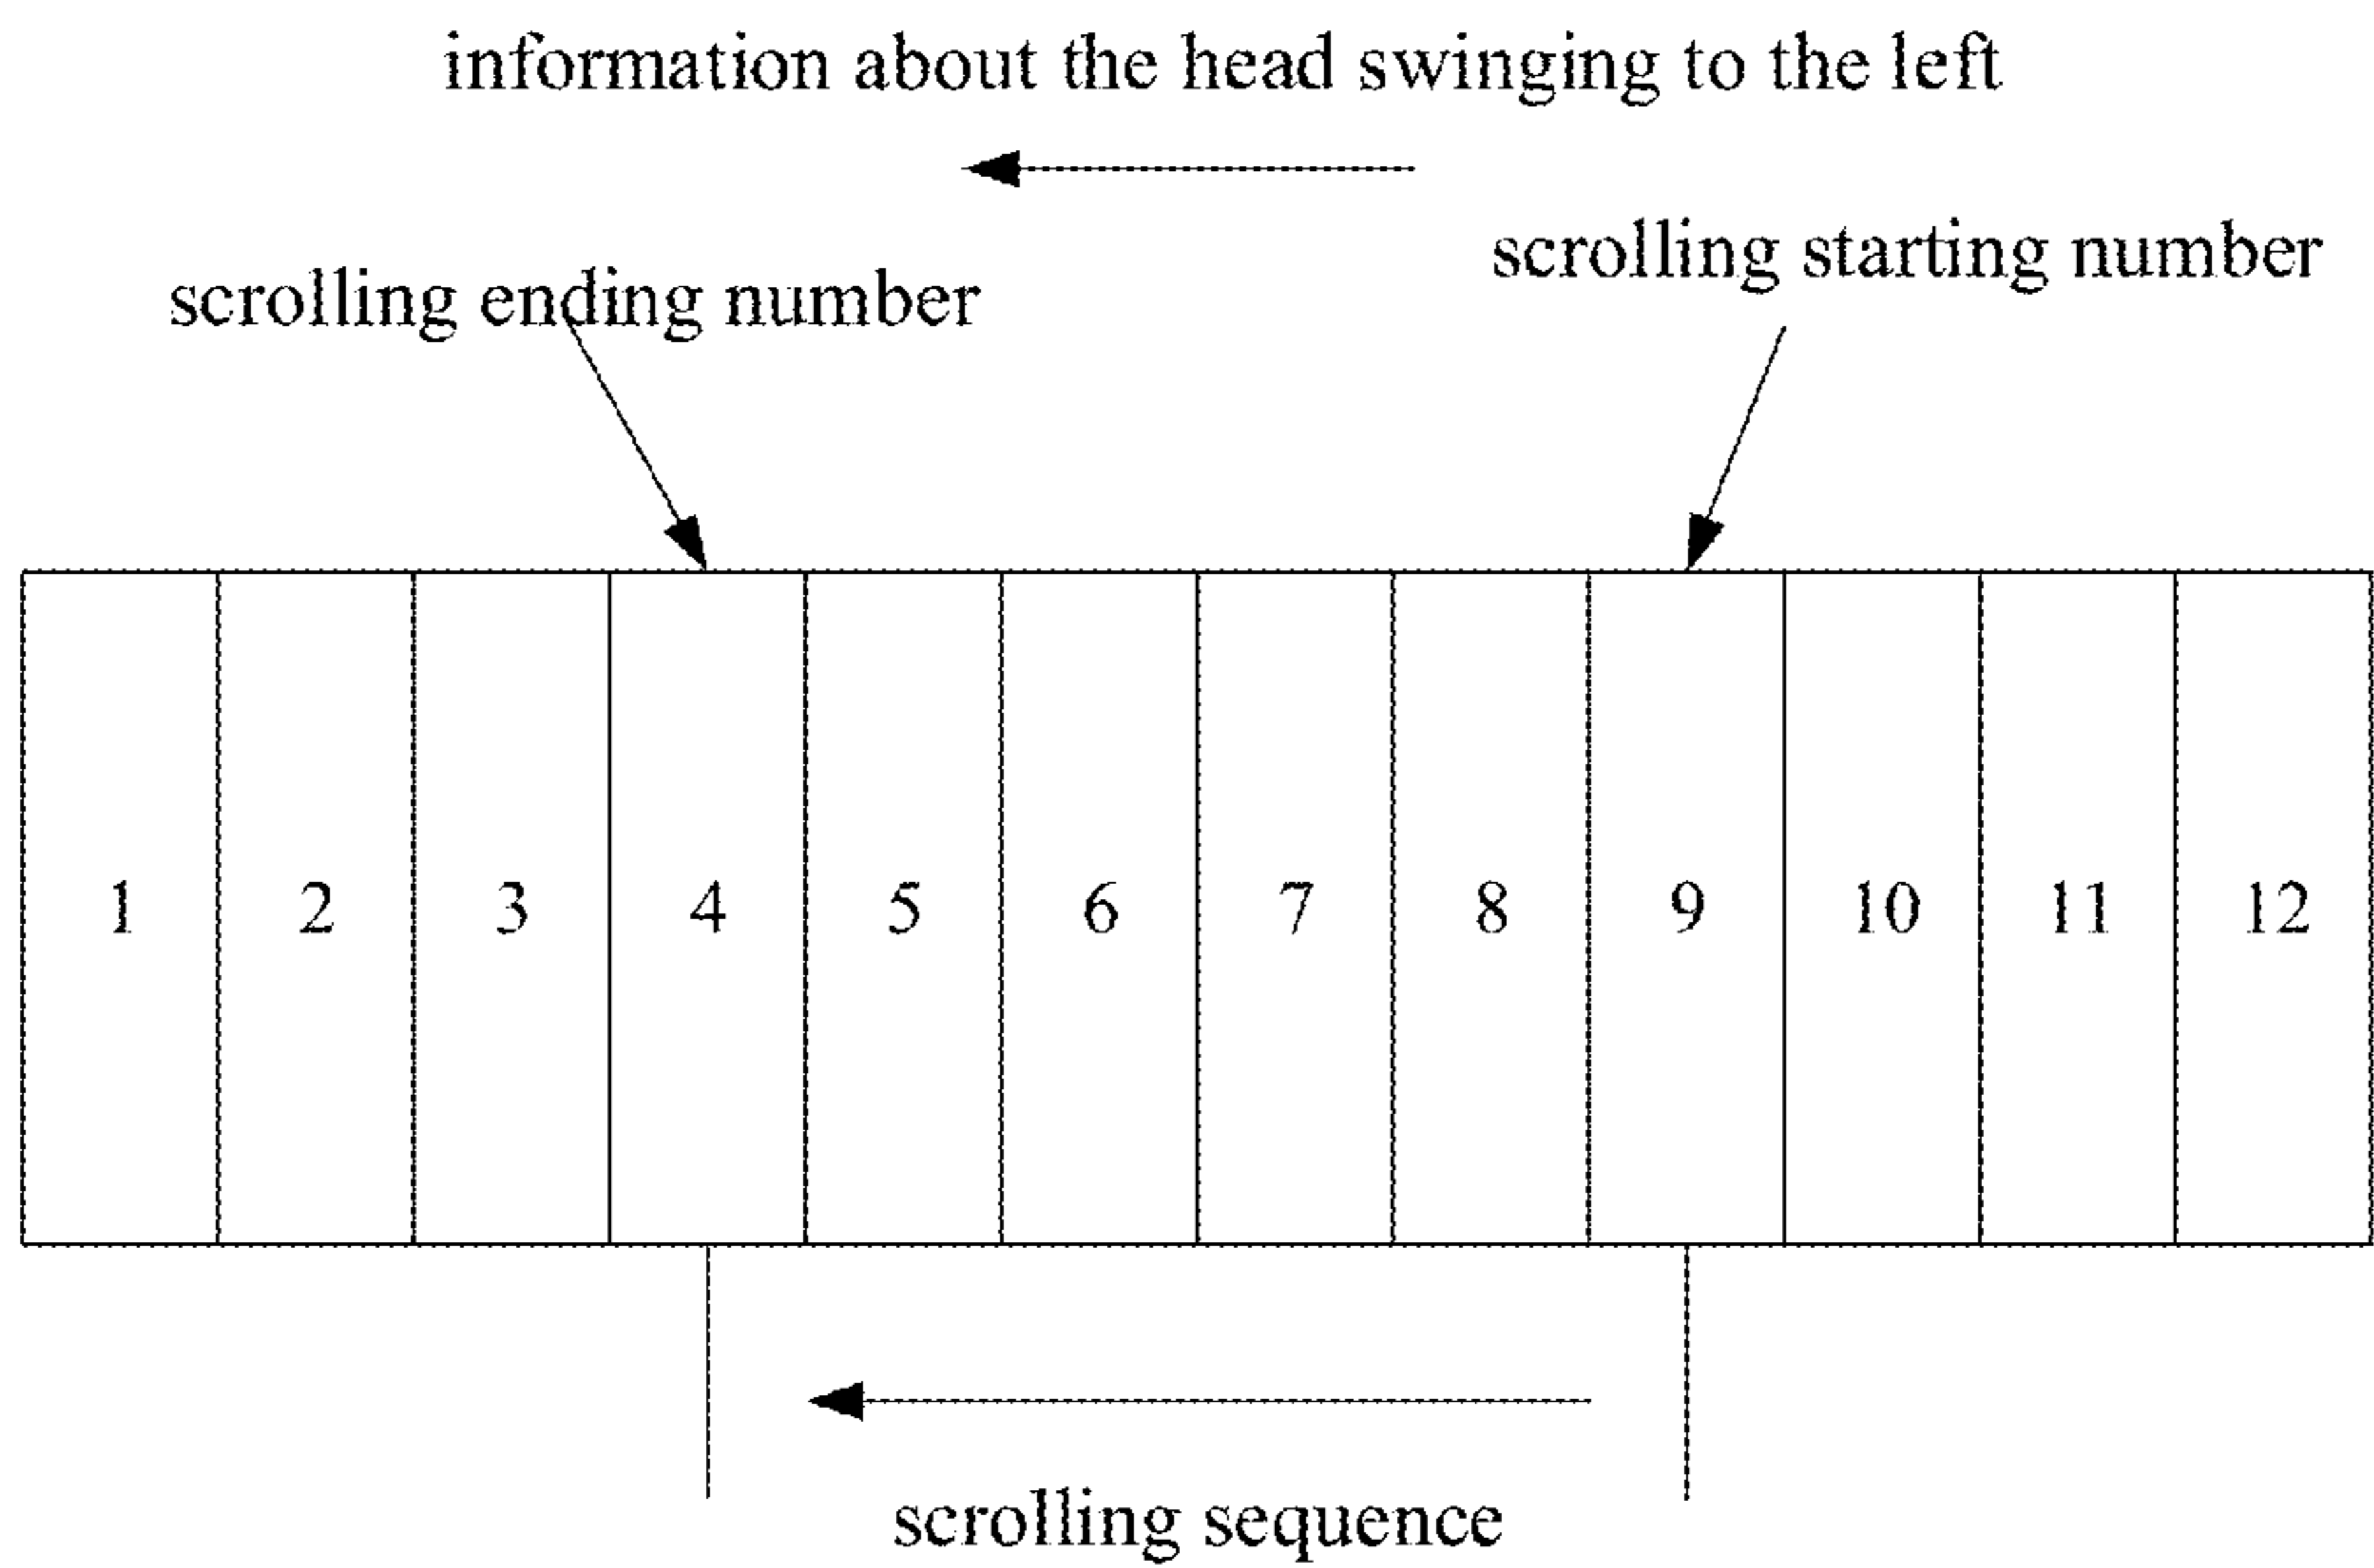 information about the head swinging to the left
scrolling starting number
scrolling ending number
1 2 3 4 5 6 7 8 9 10 11 12
scrolling sequence